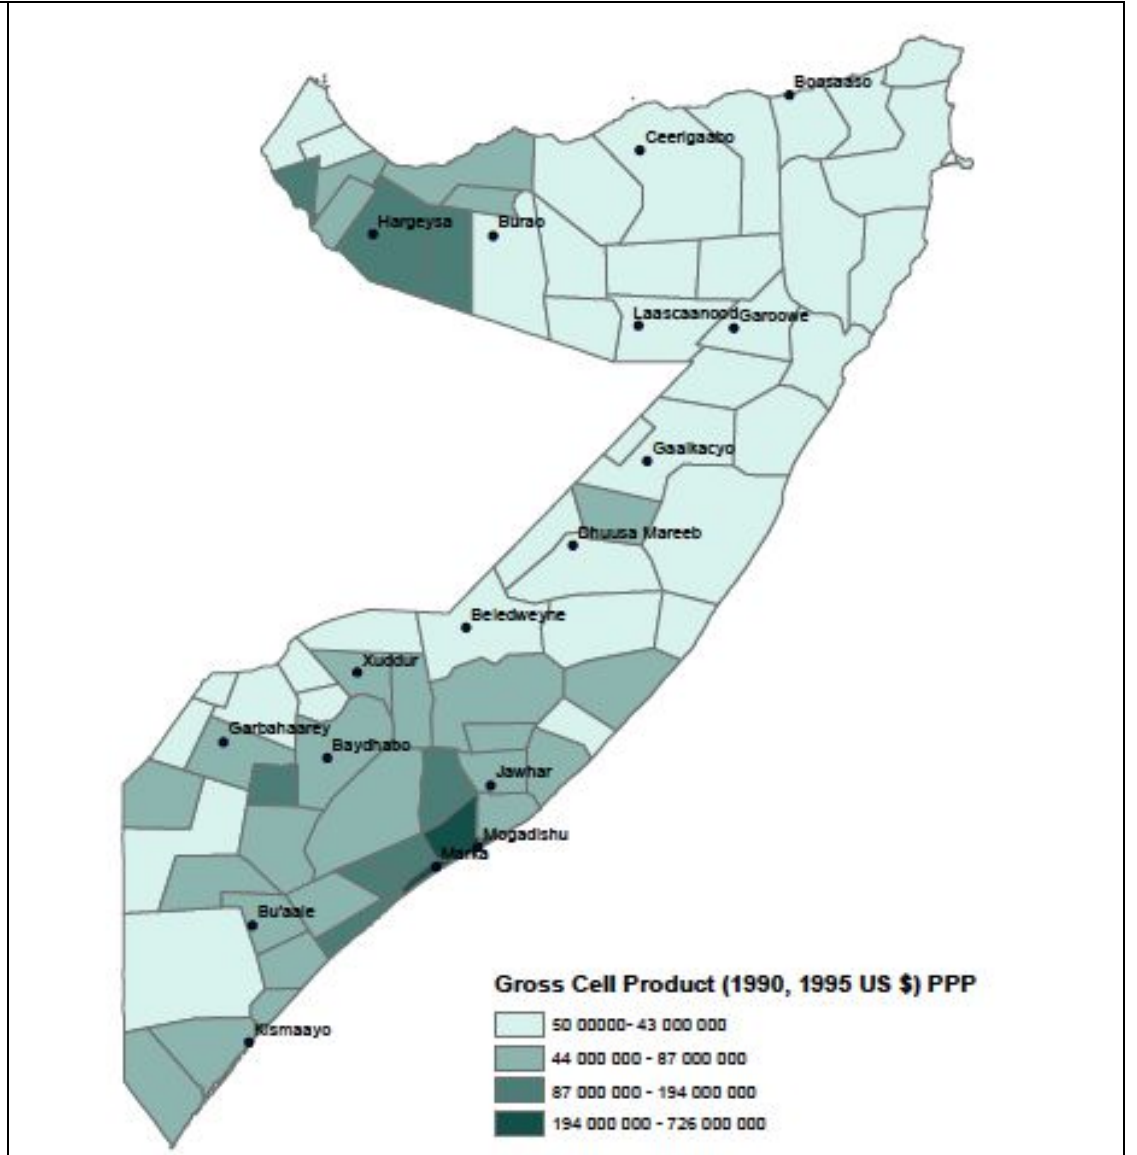 Boasaaso
Ceerigaabo
Hargeysa
Burao
Laascaanood
Garoowe
Gaalkacyo
Dhuusa Mareeb
Beledweyne
Xuddur
Garbahaarey
Baydhabo
Jawhar
Mogadishu
Marka
Bu'aale
Kismaayo
Gross Cell Product (1990, 1995 US $) PPP
50 00000- 43 000 000
44 000 000 - 87 000 000
87 000 000 - 194 000 000
194 000 000 - 726 000 000